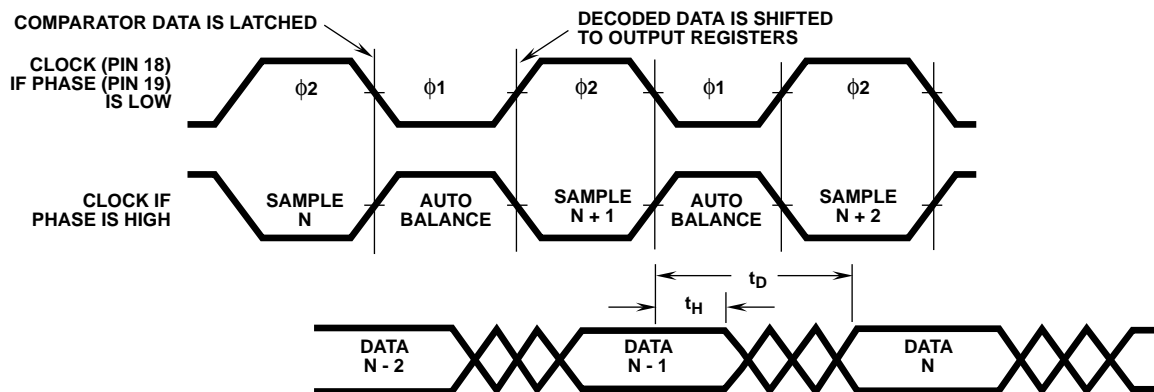 COMPARATOR DATA IS LATCHED
DECODED DATA IS SHIFTED
TO OUTPUT REGISTERS
CLOCK (PIN 18)
IF PHASE (PIN 19)
IS LOW
ϕ2
ϕ1
ϕ2
ϕ1
ϕ2
CLOCK IF
PHASE IS HIGH
SAMPLE
N
AUTO
BALANCE
SAMPLE
N + 1
AUTO
BALANCE
SAMPLE
N + 2
tD
tH
DATA
N - 2
DATA
N - 1
DATA
N